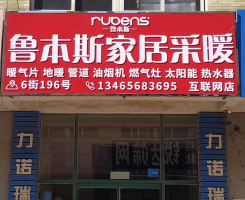 rubens
鲁本斯
鲁本斯家居采暖
暖气片 地暖 管道 油烟机 燃气灶 太阳能 热水器
6街196号 13465683695 互联网店
力诺瑞
力诺瑞